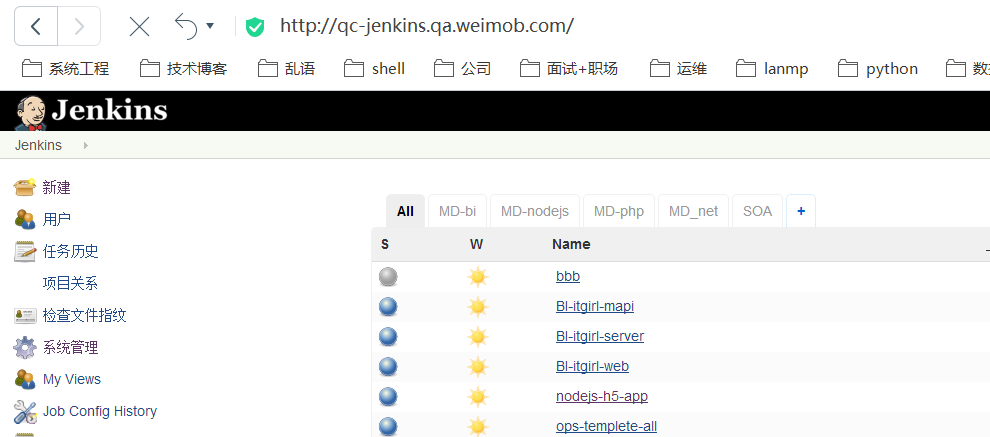 http://qc-jenkins.qa.weimob.com/
系统工程 技术博客 乱语 shell 公司 面试+职场 运维 lanmp python
Jenkins
Jenkins
新建
用户
任务历史
项目关系
检查文件指纹
系统管理
My Views
Job Config History
All MD-bi MD-nodejs MD-php MD_net SOA +
S W Name
bbb
Bl-itgirl-mapi
Bl-itgirl-server
Bl-itgirl-web
nodejs-h5-app
ops-templete-all